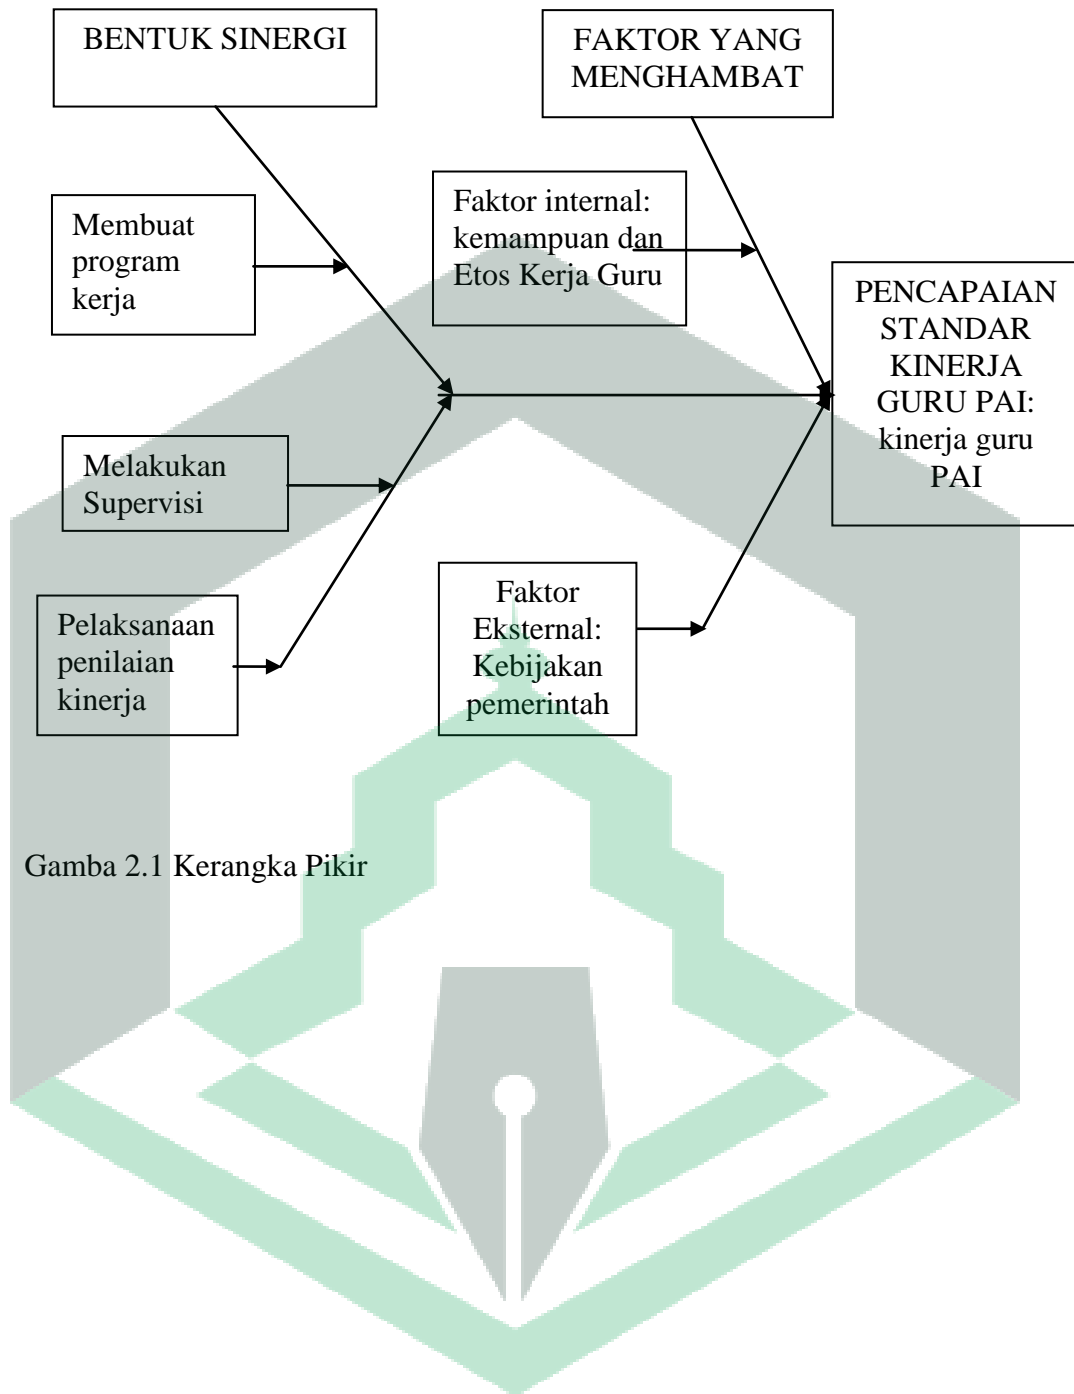 BENTUK SINERGI
FAKTOR YANG
MENGHAMBAT
Membuat
program
kerja
Faktor internal:
kemampuan dan
Etos Kerja Guru
PENCAPAIAN
STANDAR
KINERJA
GURU PAI:
kinerja guru
PAI
Melakukan
Supervisi
Pelaksanaan
penilaian
kinerja
Faktor
Eksternal:
Kebijakan
pemerintah
Gamba 2.1 Kerangka Pikir